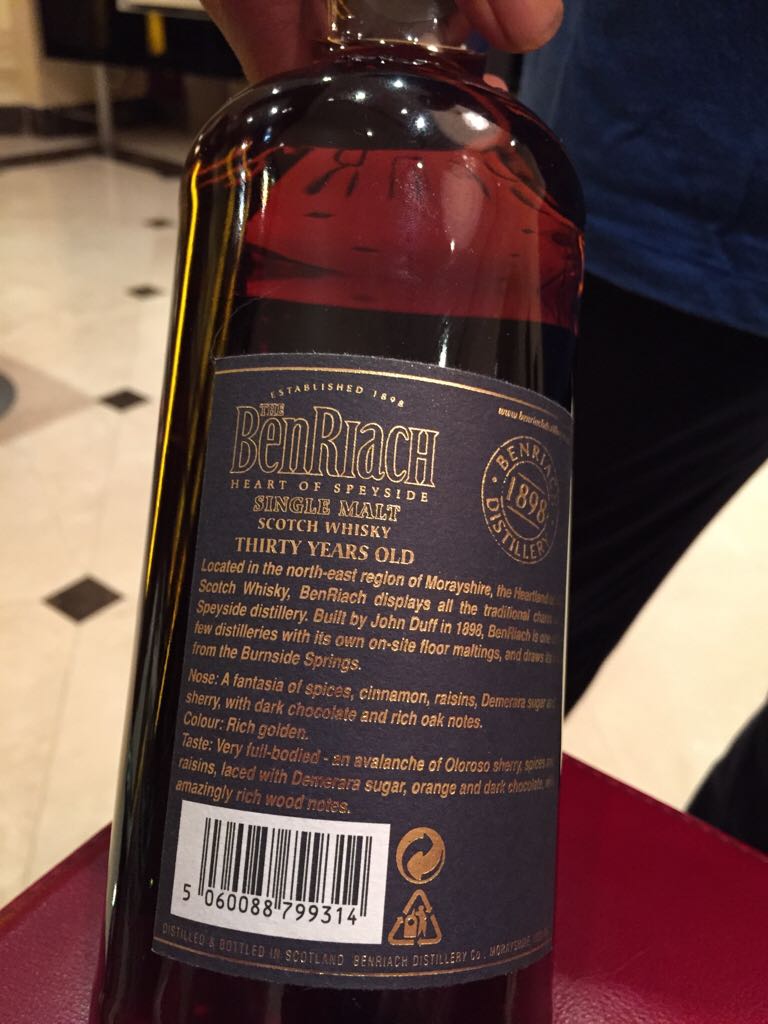 ESTABLISHED 1898
THE
BENRIACH
HEART OF SPEYSIDE
SINGLE MALT
SCOTCH WHISKY
THIRTY YEARS OLD
www.benriachdistillery
BENRIACH
1898
DISTILLERY
Located in the north-east region of Morayshire, the Heartland
Scotch Whisky, BenRiach displays all the traditional
Speyside distillery. Built by John Duff in 1898, BenRiach is one
few distilleries with its own on-site floor maltings, and draws
from the Burnside Springs.
Nose: A fantasia of spices, cinnamon, raisins, Demerara sugar
sherry, with dark chocolate and rich oak notes.
Colour: Rich golden.
Taste: Very full-bodied - an avalanche of Oloroso sherry, spices
raisins, laced with Demerara sugar, orange and dark chocolate,
amazingly rich wood notes.
5 060088 799314
DISTILLED & BOTTLED IN SCOTLAND BENRIACH DISTILLERY Co. MORAYSHIRE